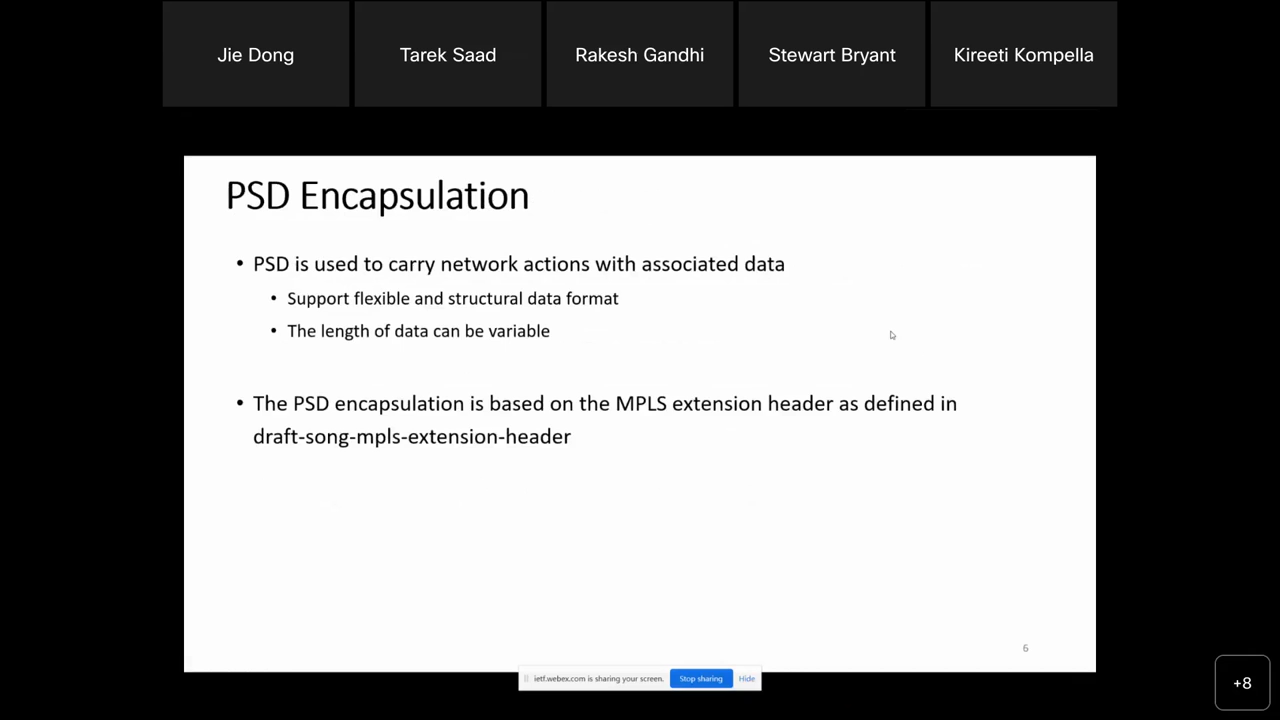 Jie Dong
Tarek Saad
Rakesh Gandhi
Stewart Bryant
Kireeti Kompella
PSD Encapsulation
• PSD is used to carry network actions with associated data
• Support flexible and structural data format
• The length of data can be variable
• The PSD encapsulation is based on the MPLS extension header as defined in
draft-song-mpls-extension-header
6
ietf.webex.com is sharing your screen.
Stop sharing
Hide
+8